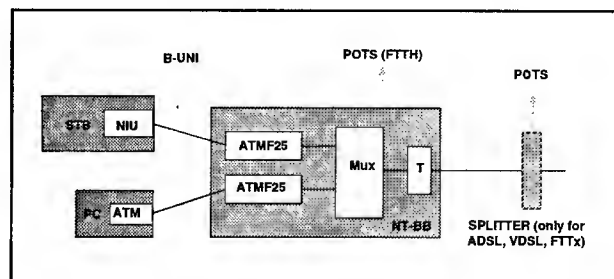 B-UNI
POTS (FTTH)
POTS
STB NIU
ATMF25
Mux
T
ATMF25
PC ATM
NT-BB
SPLITTER (only for
ADSL, VDSL, FTTx)